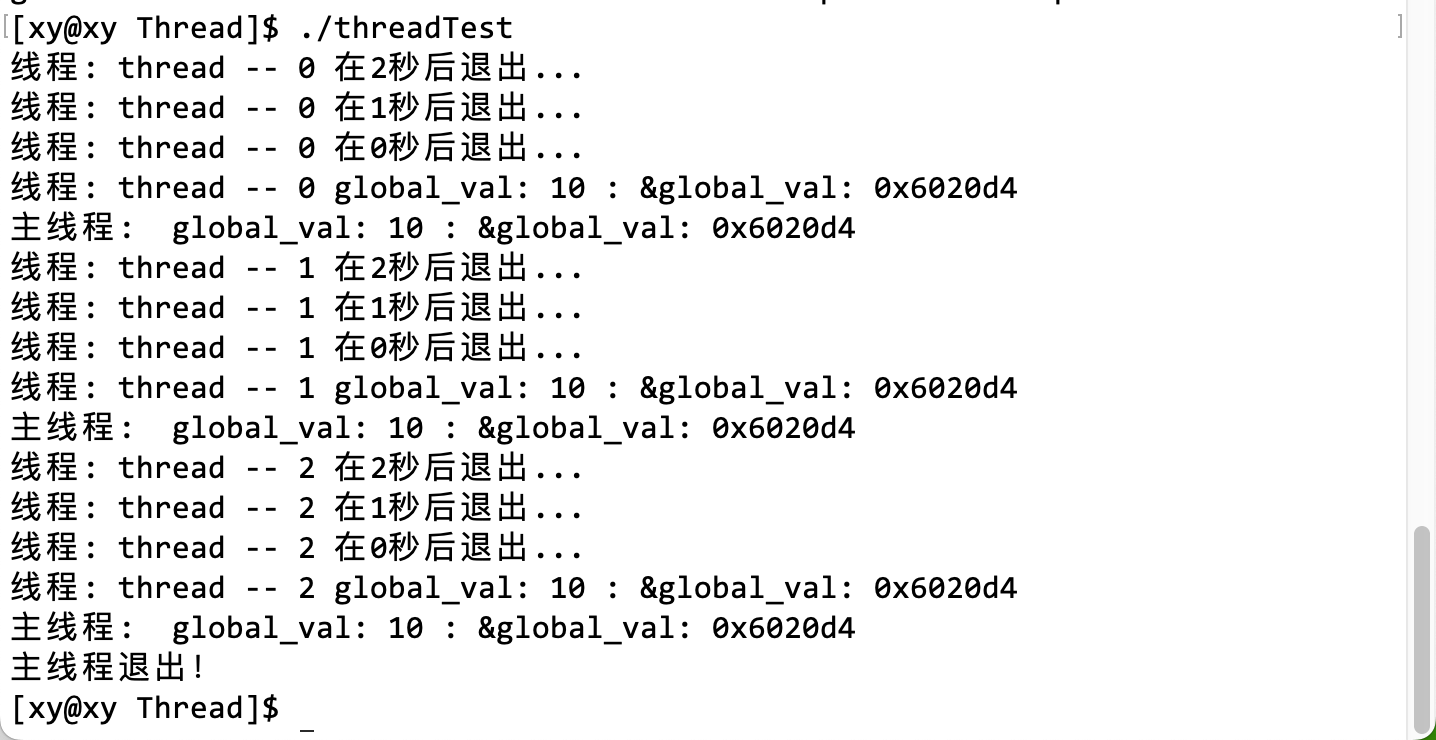 [xy@xy Thread]$ ./threadTest
线程: thread -- 0 在2秒后退出...
线程: thread -- 0 在1秒后退出...
线程: thread -- 0 在0秒后退出...
线程: thread -- 0 global_val: 10 : &global_val: 0x6020d4
主线程:  global_val: 10 : &global_val: 0x6020d4
线程: thread -- 1 在2秒后退出...
线程: thread -- 1 在1秒后退出...
线程: thread -- 1 在0秒后退出...
线程: thread -- 1 global_val: 10 : &global_val: 0x6020d4
主线程:  global_val: 10 : &global_val: 0x6020d4
线程: thread -- 2 在2秒后退出...
线程: thread -- 2 在1秒后退出...
线程: thread -- 2 在0秒后退出...
线程: thread -- 2 global_val: 10 : &global_val: 0x6020d4
主线程:  global_val: 10 : &global_val: 0x6020d4
主线程退出!
[xy@xy Thread]$